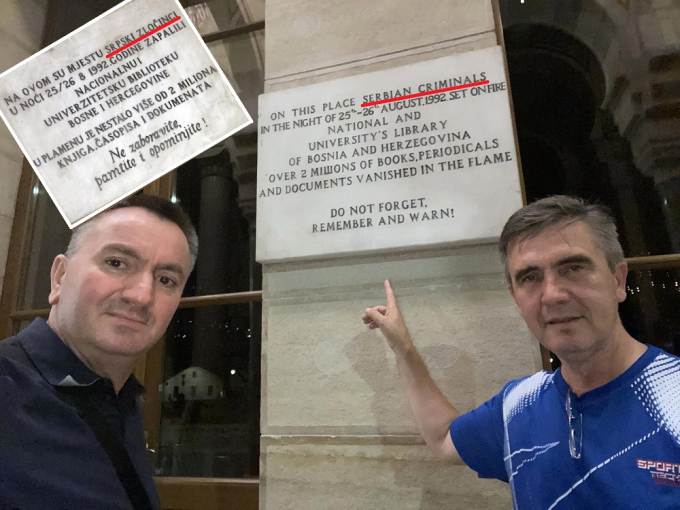 NA OVOM SU MJESTU SRPSKI ZLOČINCI
U NOĆI 25/26 8 1992. GODINE ZAPALILI
NACIONALNU I
UNIVERZITETSKU BIBLIOTEKU
BOSNE I HERCEGOVINE
U PLAMENU JE NESTALO VIŠE OD 2 MILIONA
KNJIGA, ČASOPISA I DOKUMENATA
Ne zaboravite,
pamtite i opominjite!
ON THIS PLACE SERBIAN CRIMINALS
IN THE NIGHT OF 25th-26th AUGUST, 1992. SET ON FIRE
NATIONAL AND
UNIVERSITY'S LIBRARY
OF BOSNIA AND HERZEGOVINA
OVER 2 MILLIONS OF BOOKS, PERIODICALS
AND DOCUMENTS VANISHED IN THE FLAME
DO NOT FORGET,
REMEMBER AND WARN!
SPORT
TECH